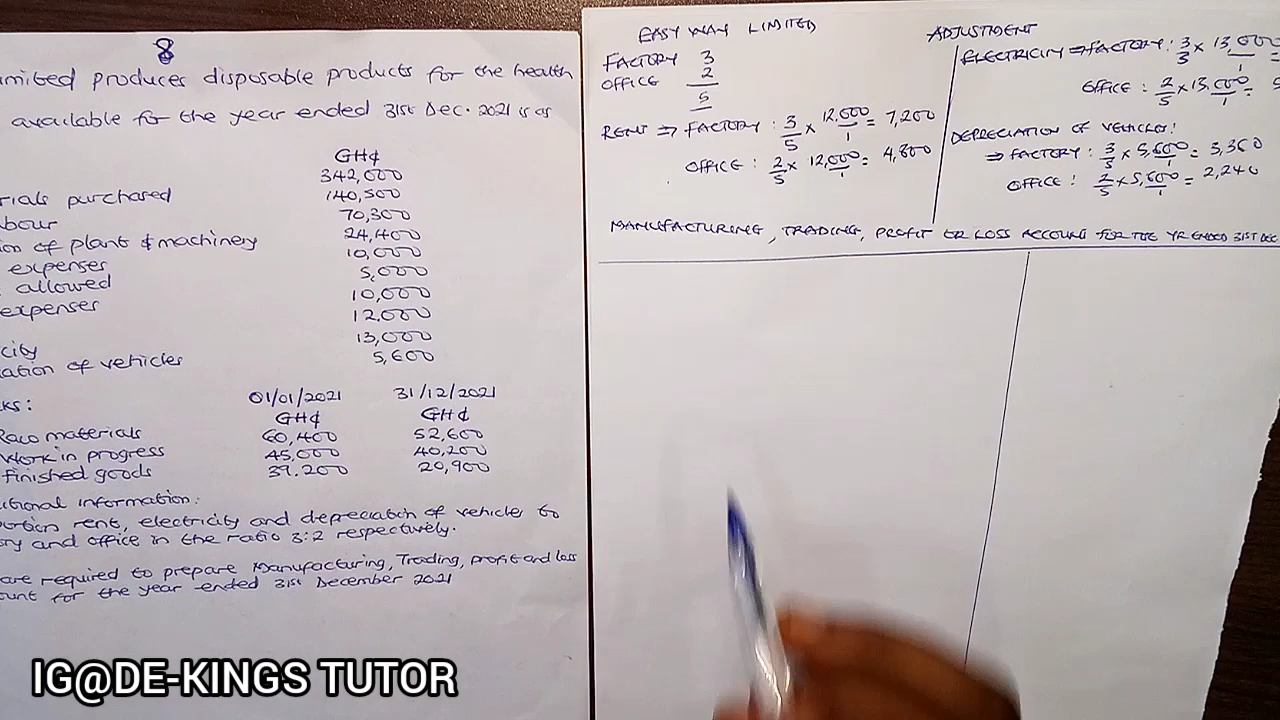 8
imited produces disposable products for the health
available for the year ended 31st Dec. 2021 is as
GH¢
342,000
rials purchased 140,500
bour 70,300
ion of plant & machinery 24,400
expenses 10,000
allowed 5,000
expenses 10,000
12,000
city 13,000
ation of vehicles 5,600
ks: 01/01/2021 31/12/2021
GH¢ GH¢
Raw materials 60,400 52,600
Work in progress 45,000 40,200
finished goods 39.200 20,900
itional information:
ortion rent, electricity and depreciation of vehicles to
ory and office in the ratio 3:2 respectively.
are required to prepare Manufacturing, Trading, profit and loss
ount for the year ended 31st December 2021
IG@DE-KINGS TUTOR
EASY WAY LIMITED
FACTORY 3
OFFICE 2
5
RENT ⇒ FACTORY : 3/5 × 12,000/1 = 7,200
OFFICE : 2/5 × 12,000/1 = 4,800
ADJUSTMENT
ELECTRICITY ⇒ FACTORY : 3/5 × 13,000/1 =
OFFICE : 2/5 × 13,000/1 = 5
DEPRECIATION OF VEHICLES:
⇒ FACTORY : 3/5 × 5,600/1 = 3,360
OFFICE : 2/5 × 5,600/1 = 2,240
MANUFACTURING, TRADING, PROFIT OR LOSS ACCOUNT FOR THE YR ENDED 31ST DEC